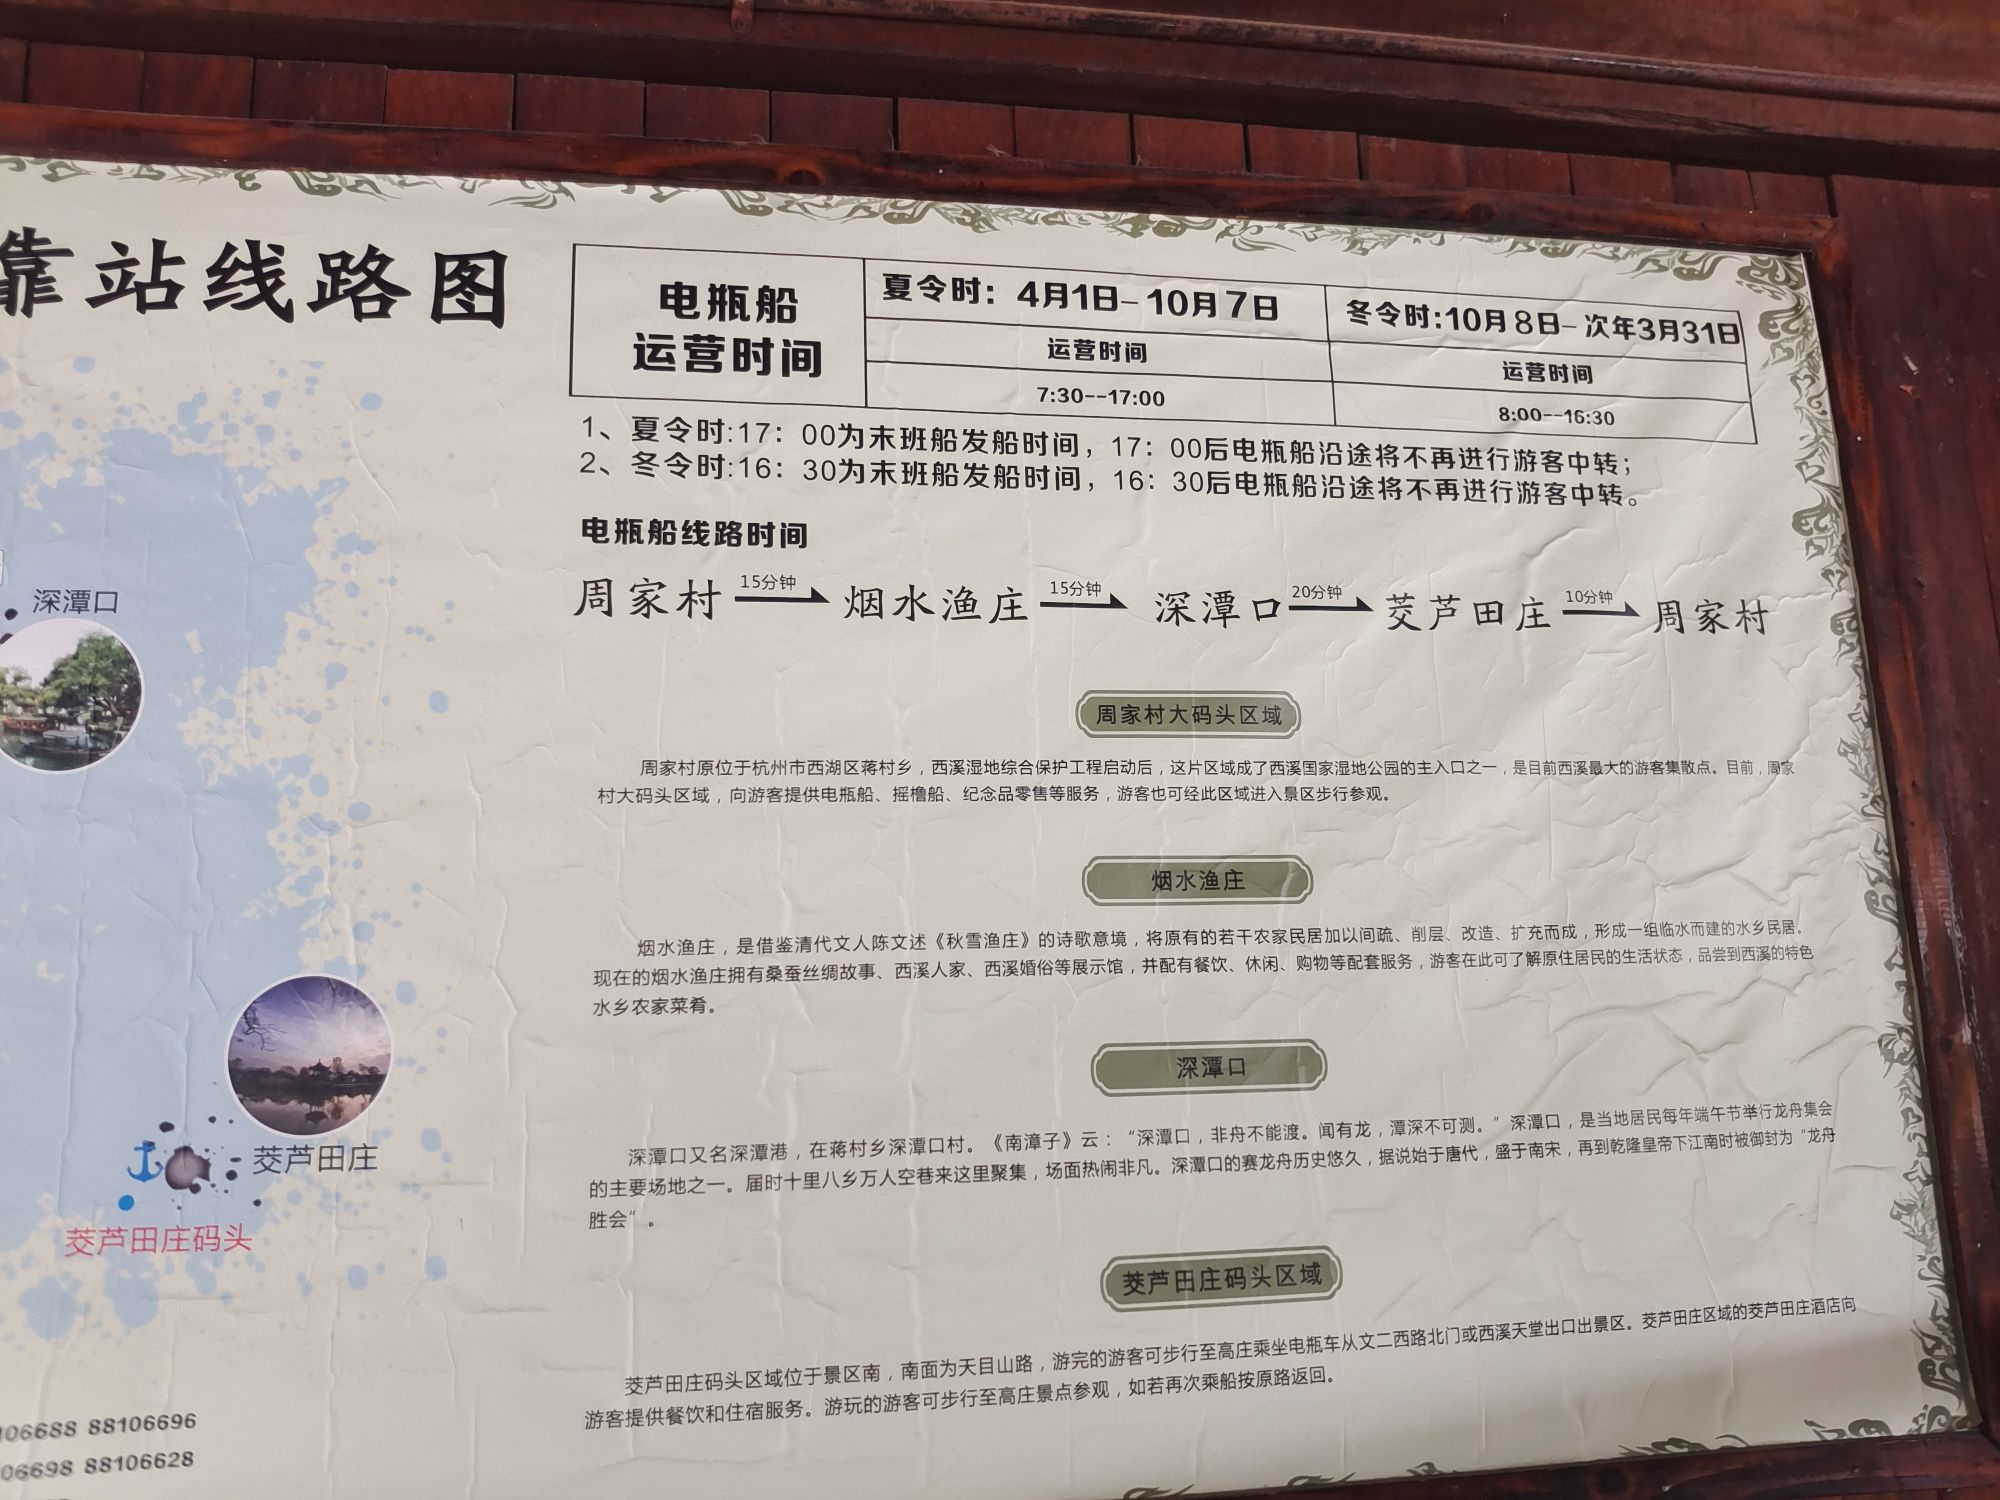 靠站线路图
电瓶船
运营时间
夏令时：4月1日-10月7日
冬令时:10月8日-次年3月31日
运营时间
运营时间
7:30--17:00
8:00--16:30
1、夏令时:17：00为末班船发船时间，17：00后电瓶船沿途将不再进行游客中转；
2、冬令时:16：30为末班船发船时间，16：30后电瓶船沿途将不再进行游客中转。
电瓶船线路时间
周家村 15分钟 烟水渔庄 15分钟 深潭口 20分钟 茭芦田庄 10分钟 周家村
周家村大码头区域
周家村原位于杭州市西湖区蒋村乡，西溪湿地综合保护工程启动后，这片区域成了西溪国家湿地公园的主入口之一，是目前西溪最大的游客集散点。目前，周家
村大码头区域，向游客提供电瓶船、摇橹船、纪念品零售等服务，游客也可经此区域进入景区步行参观。
烟水渔庄
烟水渔庄，是借鉴清代文人陈文述《秋雪渔庄》的诗歌意境，将原有的若干农家民居加以间疏、削层、改造、扩充而成，形成一组临水而建的水乡民居。
现在的烟水渔庄拥有桑蚕丝绸故事、西溪人家、西溪婚俗等展示馆，并配有餐饮、休闲、购物等配套服务，游客在此可了解原住居民的生活状态，品尝到西溪的特色
水乡农家菜肴。
深潭口
深潭口又名深潭港，在蒋村乡深潭口村。《南漳子》云：“深潭口，非舟不能渡。闻有龙，潭深不可测。”深潭口，是当地居民每年端午节举行龙舟集会
的主要场地之一。届时十里八乡万人空巷来这里聚集，场面热闹非凡。深潭口的赛龙舟历史悠久，据说始于唐代，盛于南宋，再到乾隆皇帝下江南时被御封为“龙舟
胜会”。
茭芦田庄码头区域
茭芦田庄码头区域位于景区南，南面为天目山路，游完的游客可步行至高庄乘坐电瓶车从文二西路北门或西溪天堂出口出景区。茭芦田庄区域的茭芦田庄酒店向
游客提供餐饮和住宿服务。游玩的游客可步行至高庄景点参观，如若再次乘船按原路返回。
深潭口
茭芦田庄
茭芦田庄码头
106688 88106696
06698 88106628